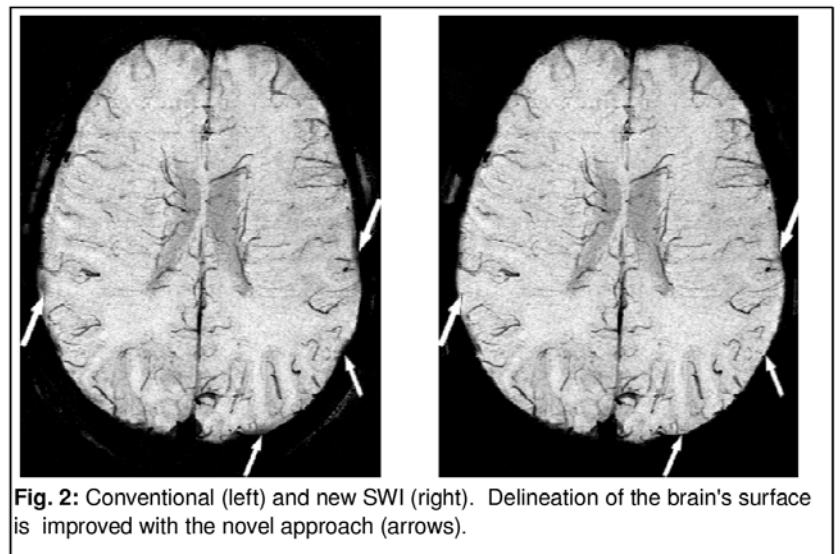 Fig. 2: Conventional (left) and new SWI (right). Delineation of the brain's surface
is improved with the novel approach (arrows).